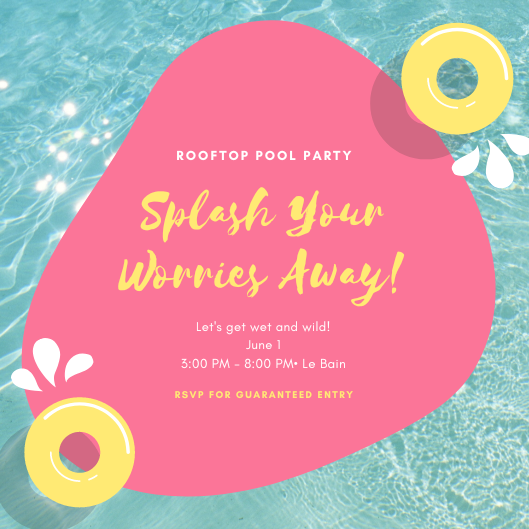 ROOFTOP POOL PARTY
Splash Your
Worries Away!
Let's get wet and wild!
June 1
3:00 PM - 8:00 PM• Le Bain
RSVP FOR GUARANTEED ENTRY